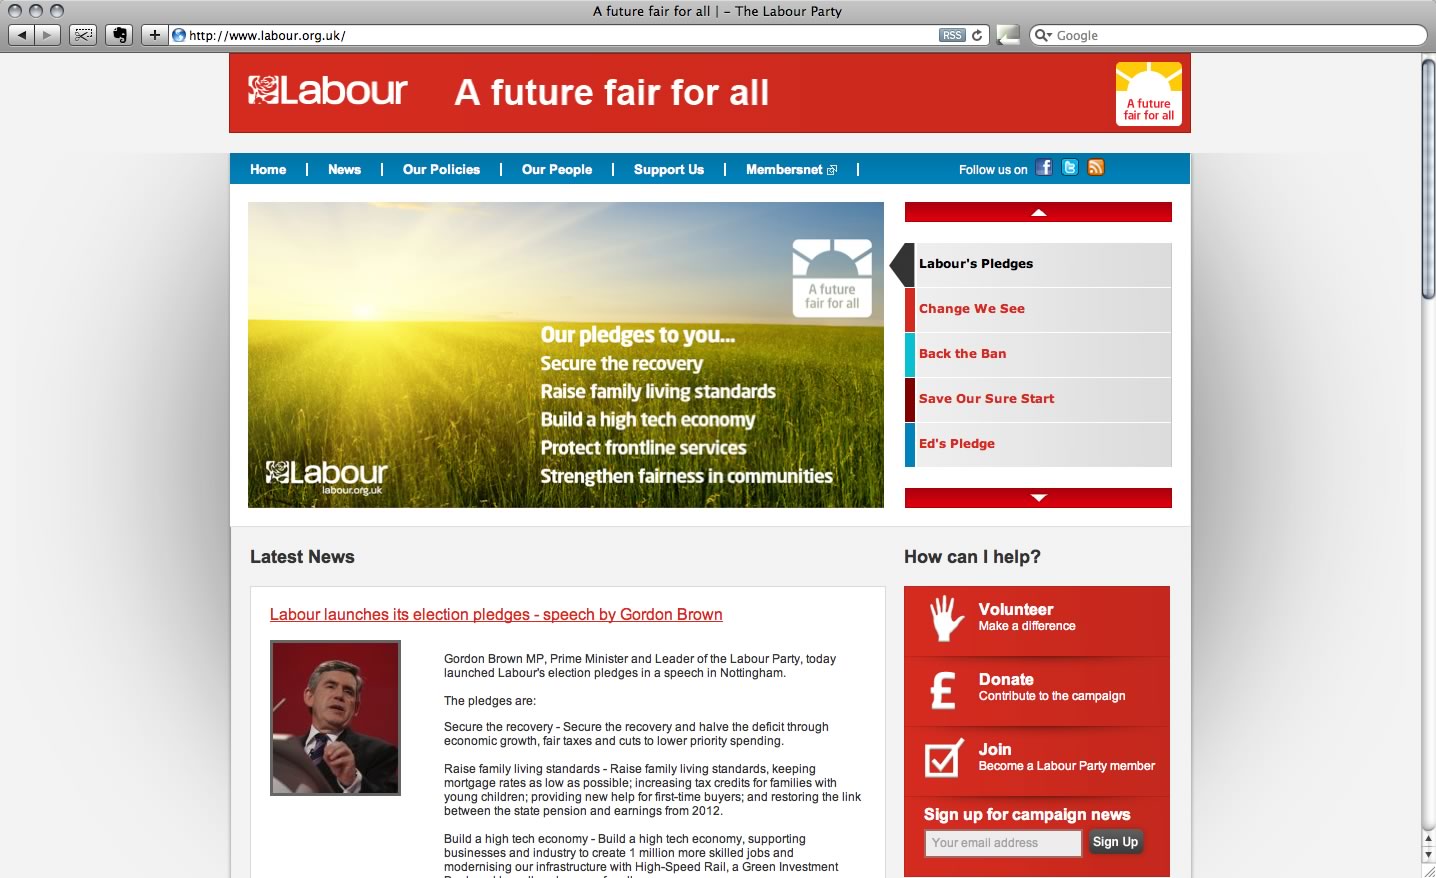 A future fair for all | – The Labour Party
http://www.labour.org.uk/
RSS
Google
Labour
A future fair for all
A future
fair for all
Home
News
Our Policies
Our People
Support Us
Membersnet
Follow us on
A future
fair for all
Our pledges to you...
Secure the recovery
Raise family living standards
Build a high tech economy
Protect frontline services
Strengthen fairness in communities
Labour
labour.org.uk
Labour's Pledges
Change We See
Back the Ban
Save Our Sure Start
Ed's Pledge
Latest News
Labour launches its election pledges - speech by Gordon Brown
Gordon Brown MP, Prime Minister and Leader of the Labour Party, today
launched Labour's election pledges in a speech in Nottingham.
The pledges are:
Secure the recovery - Secure the recovery and halve the deficit through
economic growth, fair taxes and cuts to lower priority spending.
Raise family living standards - Raise family living standards, keeping
mortgage rates as low as possible; increasing tax credits for families with
young children; providing new help for first-time buyers; and restoring the link
between the state pension and earnings from 2012.
Build a high tech economy - Build a high tech economy, supporting
businesses and industry to create 1 million more skilled jobs and
modernising our infrastructure with High-Speed Rail, a Green Investment
How can I help?
Volunteer
Make a difference
£
Donate
Contribute to the campaign
Join
Become a Labour Party member
Sign up for campaign news
Your email address
Sign Up